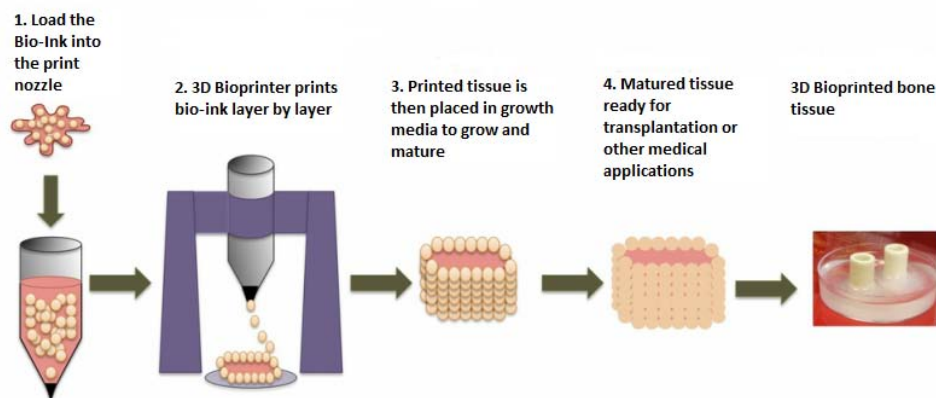 1. Load the
Bio-Ink into
the print
nozzle
2. 3D Bioprinter prints
bio-ink layer by layer
3. Printed tissue is
then placed in growth
media to grow and
mature
4. Matured tissue
ready for
transplantation or
other medical
applications
3D Bioprinted bone
tissue